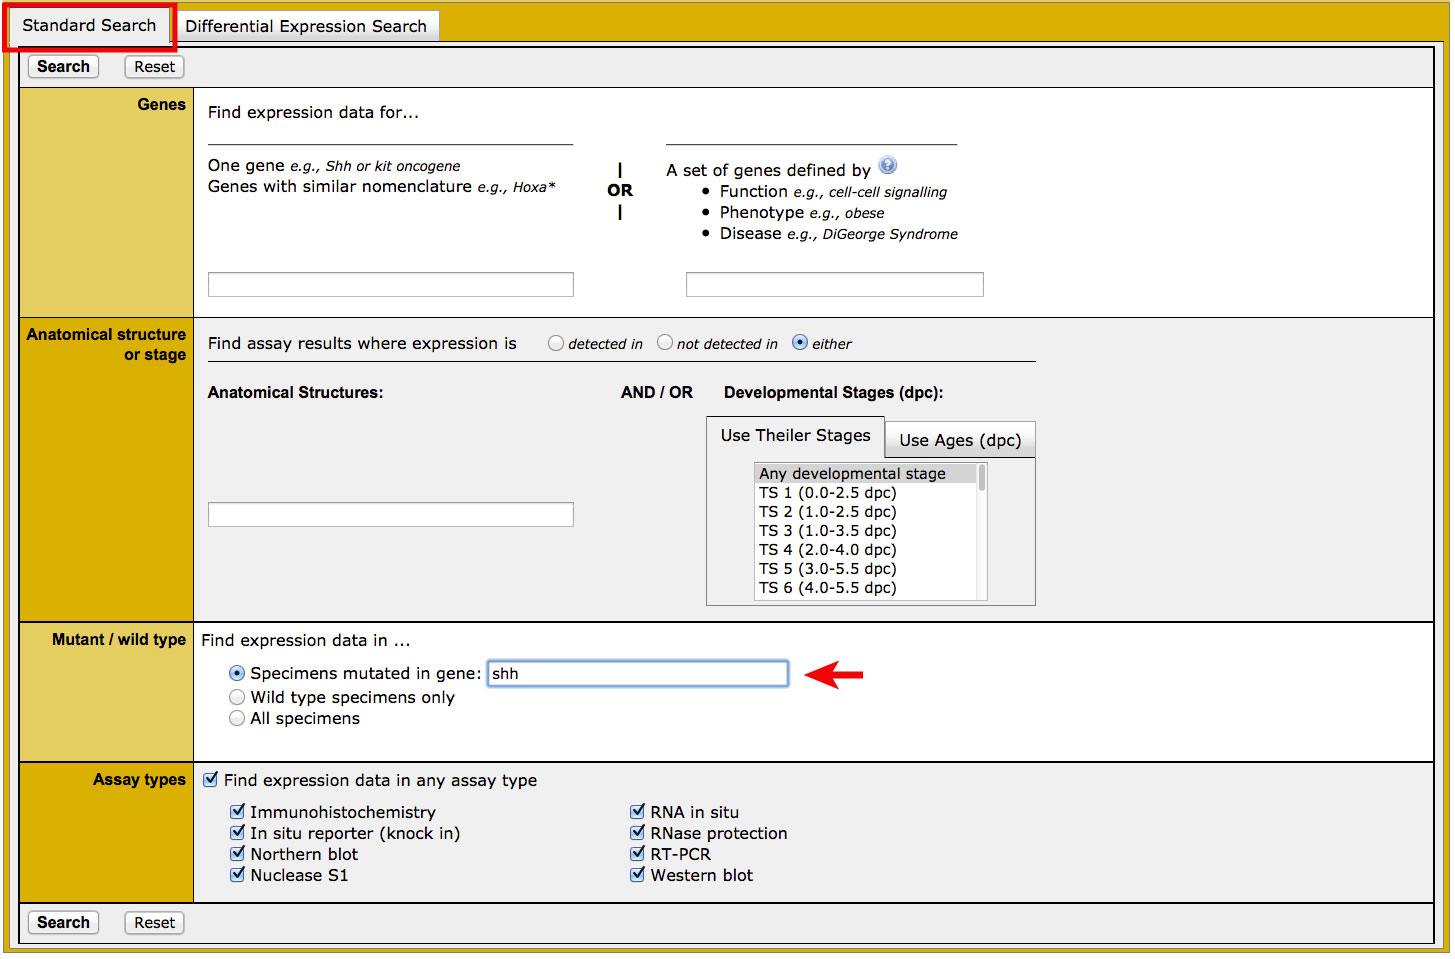 Standard Search
Differential Expression Search
Search Reset
Genes
Find expression data for...
One gene e.g., Shh or kit oncogene
Genes with similar nomenclature e.g., Hoxa*
|
OR
|
A set of genes defined by ?
• Function e.g., cell-cell signalling
• Phenotype e.g., obese
• Disease e.g., DiGeorge Syndrome
Anatomical structure
or stage
Find assay results where expression is detected in not detected in either
Anatomical Structures:
AND / OR
Developmental Stages (dpc):
Use Theiler Stages
Use Ages (dpc)
Any developmental stage
TS 1 (0.0-2.5 dpc)
TS 2 (1.0-2.5 dpc)
TS 3 (1.0-3.5 dpc)
TS 4 (2.0-4.0 dpc)
TS 5 (3.0-5.5 dpc)
TS 6 (4.0-5.5 dpc)
Mutant / wild type
Find expression data in ...
Specimens mutated in gene: shh
Wild type specimens only
All specimens
Assay types
Find expression data in any assay type
Immunohistochemistry
In situ reporter (knock in)
Northern blot
Nuclease S1
RNA in situ
RNase protection
RT-PCR
Western blot
Search Reset